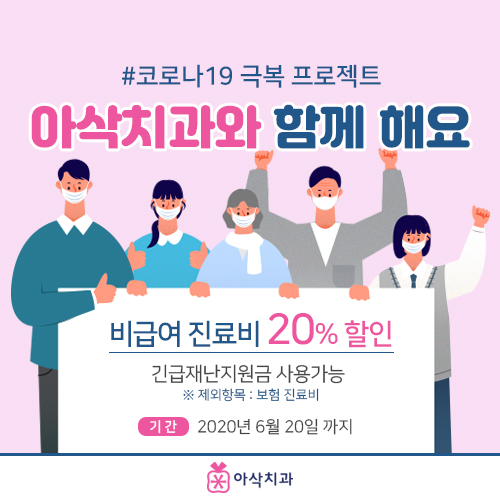 #코로나19 극복 프로젝트
아삭치과와 함께 해요
비급여 진료비 20% 할인
긴급재난지원금 사용가능
※ 제외항목 : 보험 진료비
기간 2020년 6월 20일 까지
아삭치과